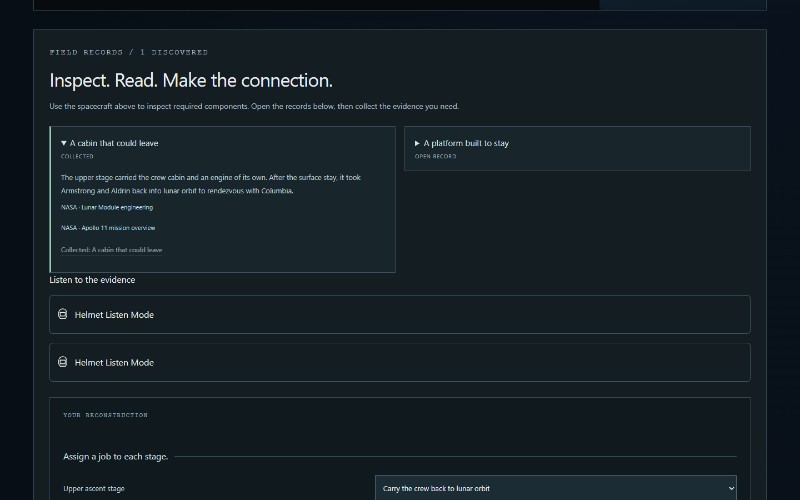 FIELD RECORDS / 1 DISCOVERED
Inspect. Read. Make the connection.
Use the spacecraft above to inspect required components. Open the records below, then collect the evidence you need.
▼ A cabin that could leave
COLLECTED
The upper stage carried the crew cabin and an engine of its own. After the surface stay, it took
Armstrong and Aldrin back into lunar orbit to rendezvous with Columbia.
NASA · Lunar Module engineering
NASA · Apollo 11 mission overview
Collected: A cabin that could leave
▶ A platform built to stay
OPEN RECORD
Listen to the evidence
Helmet Listen Mode
Helmet Listen Mode
YOUR RECONSTRUCTION
Assign a job to each stage.
Upper ascent stage
Carry the crew back to lunar orbit